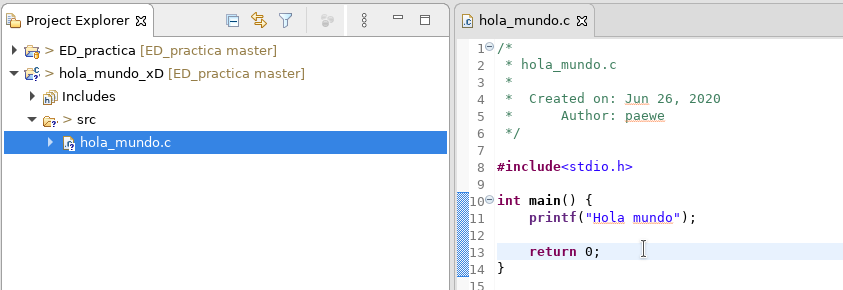 Project Explorer
> ED_practica [ED_practica master]
> hola_mundo_xD [ED_practica master]
Includes
> src
hola_mundo.c
hola_mundo.c
1 /*
2  * hola_mundo.c
3  *
4  *  Created on: Jun 26, 2020
5  *      Author: paewe
6  */
7
8 #include<stdio.h>
9
10 int main() {
11     printf("Hola mundo");
12
13     return 0;
14 }
15